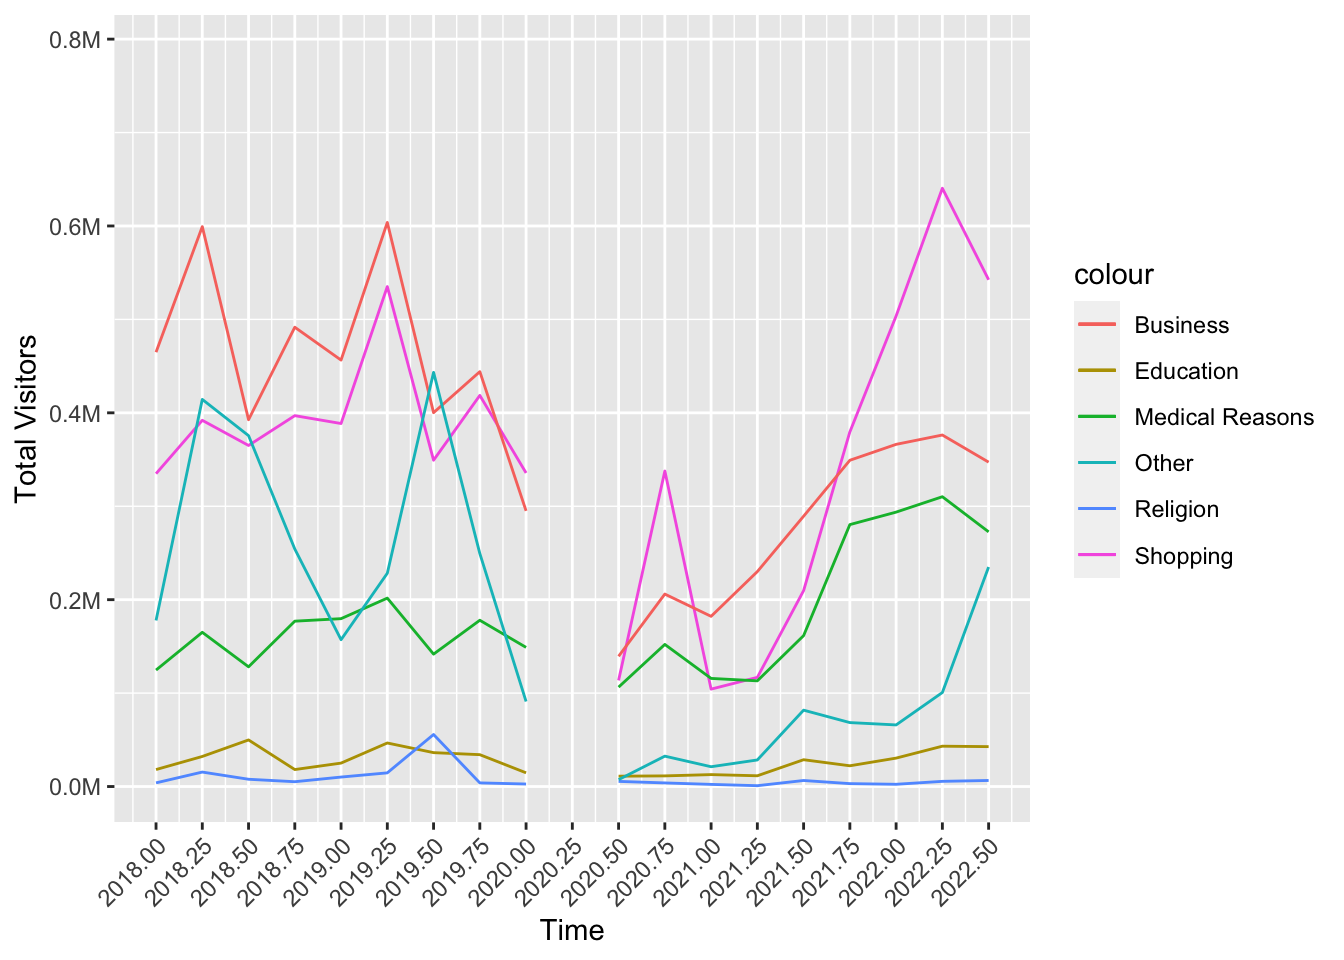 0.8M
0.6M
0.4M
0.2M
0.0M
Total Visitors
2018.00
2018.25
2018.50
2018.75
2019.00
2019.25
2019.50
2019.75
2020.00
2020.25
2020.50
2020.75
2021.00
2021.25
2021.50
2021.75
2022.00
2022.25
2022.50
Time
colour
Business
Education
Medical Reasons
Other
Religion
Shopping